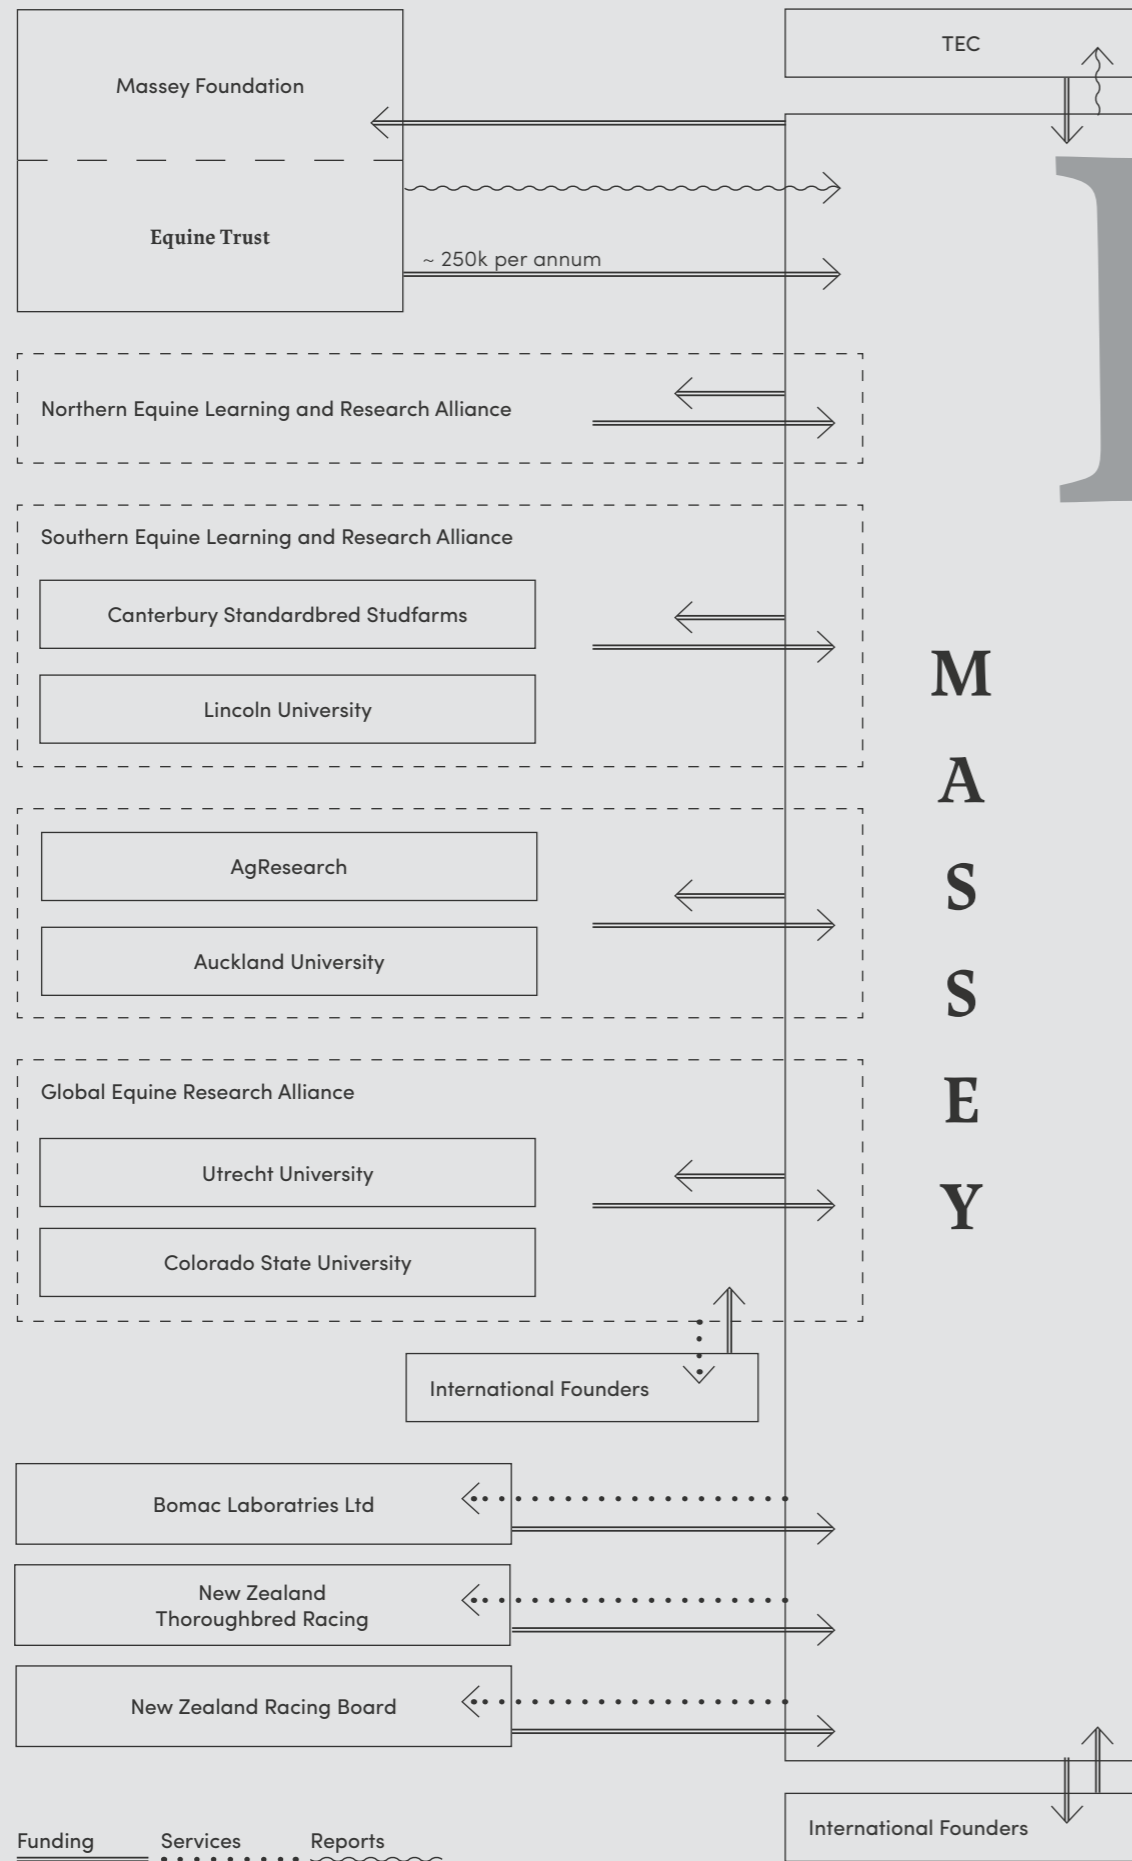 TEC
Massey Foundation
Equine Trust
~ 250k per annum
Northern Equine Learning and Research Alliance
Southern Equine Learning and Research Alliance
Canterbury Standardbred Studfarms
Lincoln University
AgResearch
Auckland University
Global Equine Research Alliance
Utrecht University
Colorado State University
International Founders
Bomac Laboratries Ltd
New Zealand
Thoroughbred Racing
New Zealand Racing Board
MASSEY
International Founders
Funding
Services
Reports